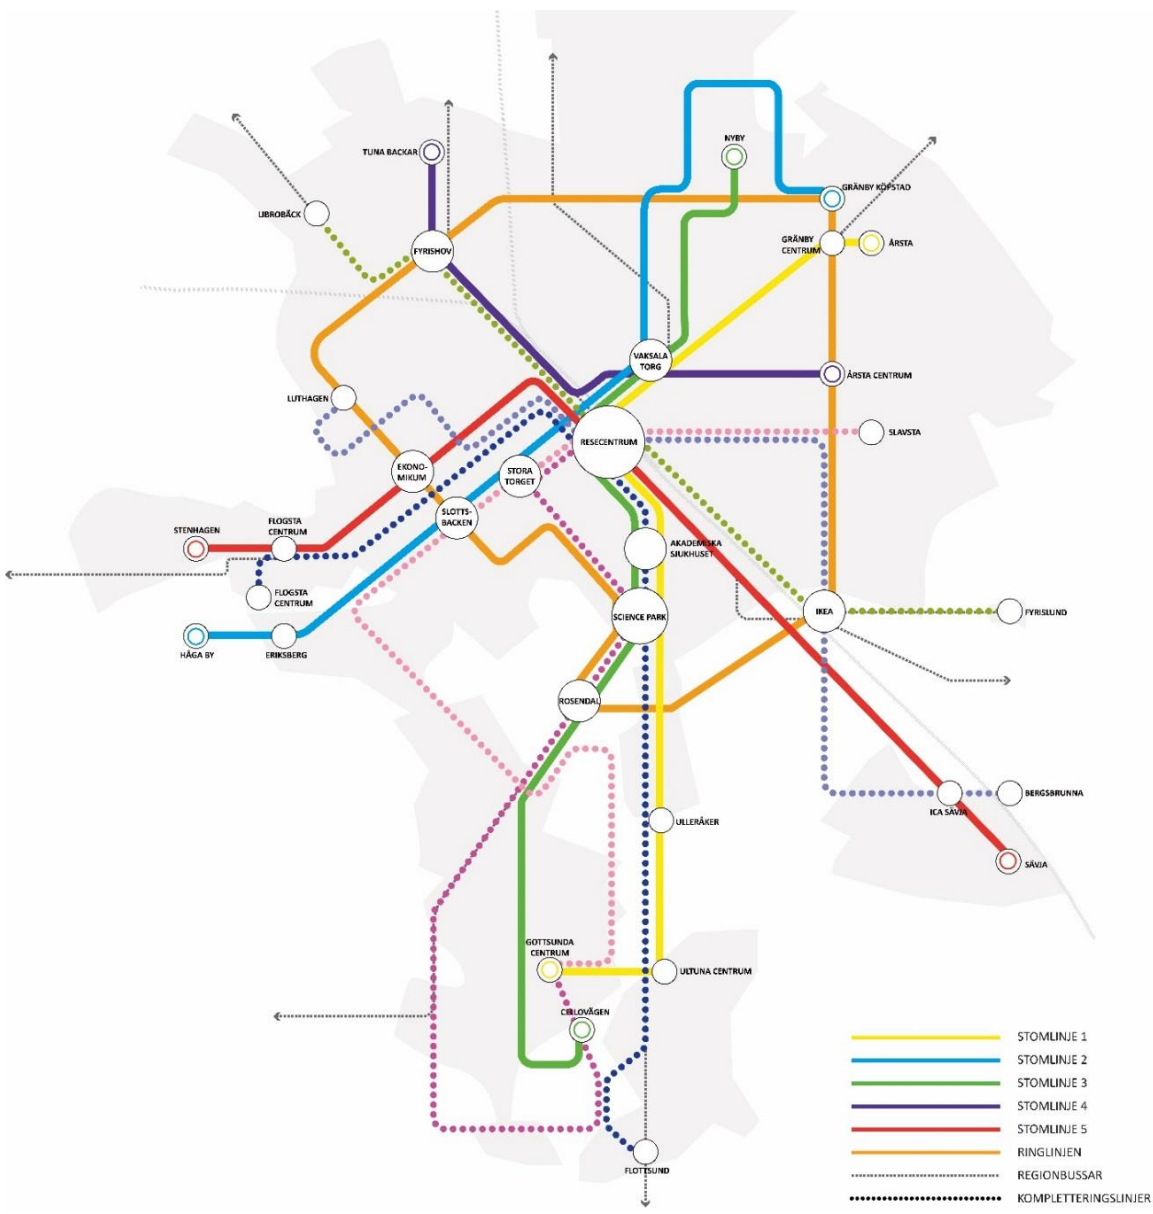 NYBY
TUNA BACKAR
GRÄNBY KÖPSTAD
LIBROBÄCK
FYRISHOV
GRÄNBY
CENTRUM
ÅRSTA
VAKSALA
TORG
ÅRSTA CENTRUM
LUTHAGEN
SLAVSTA
RESECENTRUM
EKONO-
MIKUM
STORA
TORGET
SLOTTS-
BACKEN
STENHAGEN
FLOGSTA
CENTRUM
AKADEMISKA
SJUKHUSET
FLOGSTA
CENTRUM
SCIENCE PARK
IKEA
FYRISLUND
HÅGA BY
ERIKSBERG
ROSENDAL
BERGSBRUNNA
ICA SÄVJA
ULLERÅKER
SÄVJA
GOTTSUNDA
CENTRUM
ULTUNA CENTRUM
CELLOVÄGEN
FLOTTSUND
STOMLINJE 1
STOMLINJE 2
STOMLINJE 3
STOMLINJE 4
STOMLINJE 5
RINGLINJEN
REGIONBUSSAR
KOMPLETTERINGSLINJER